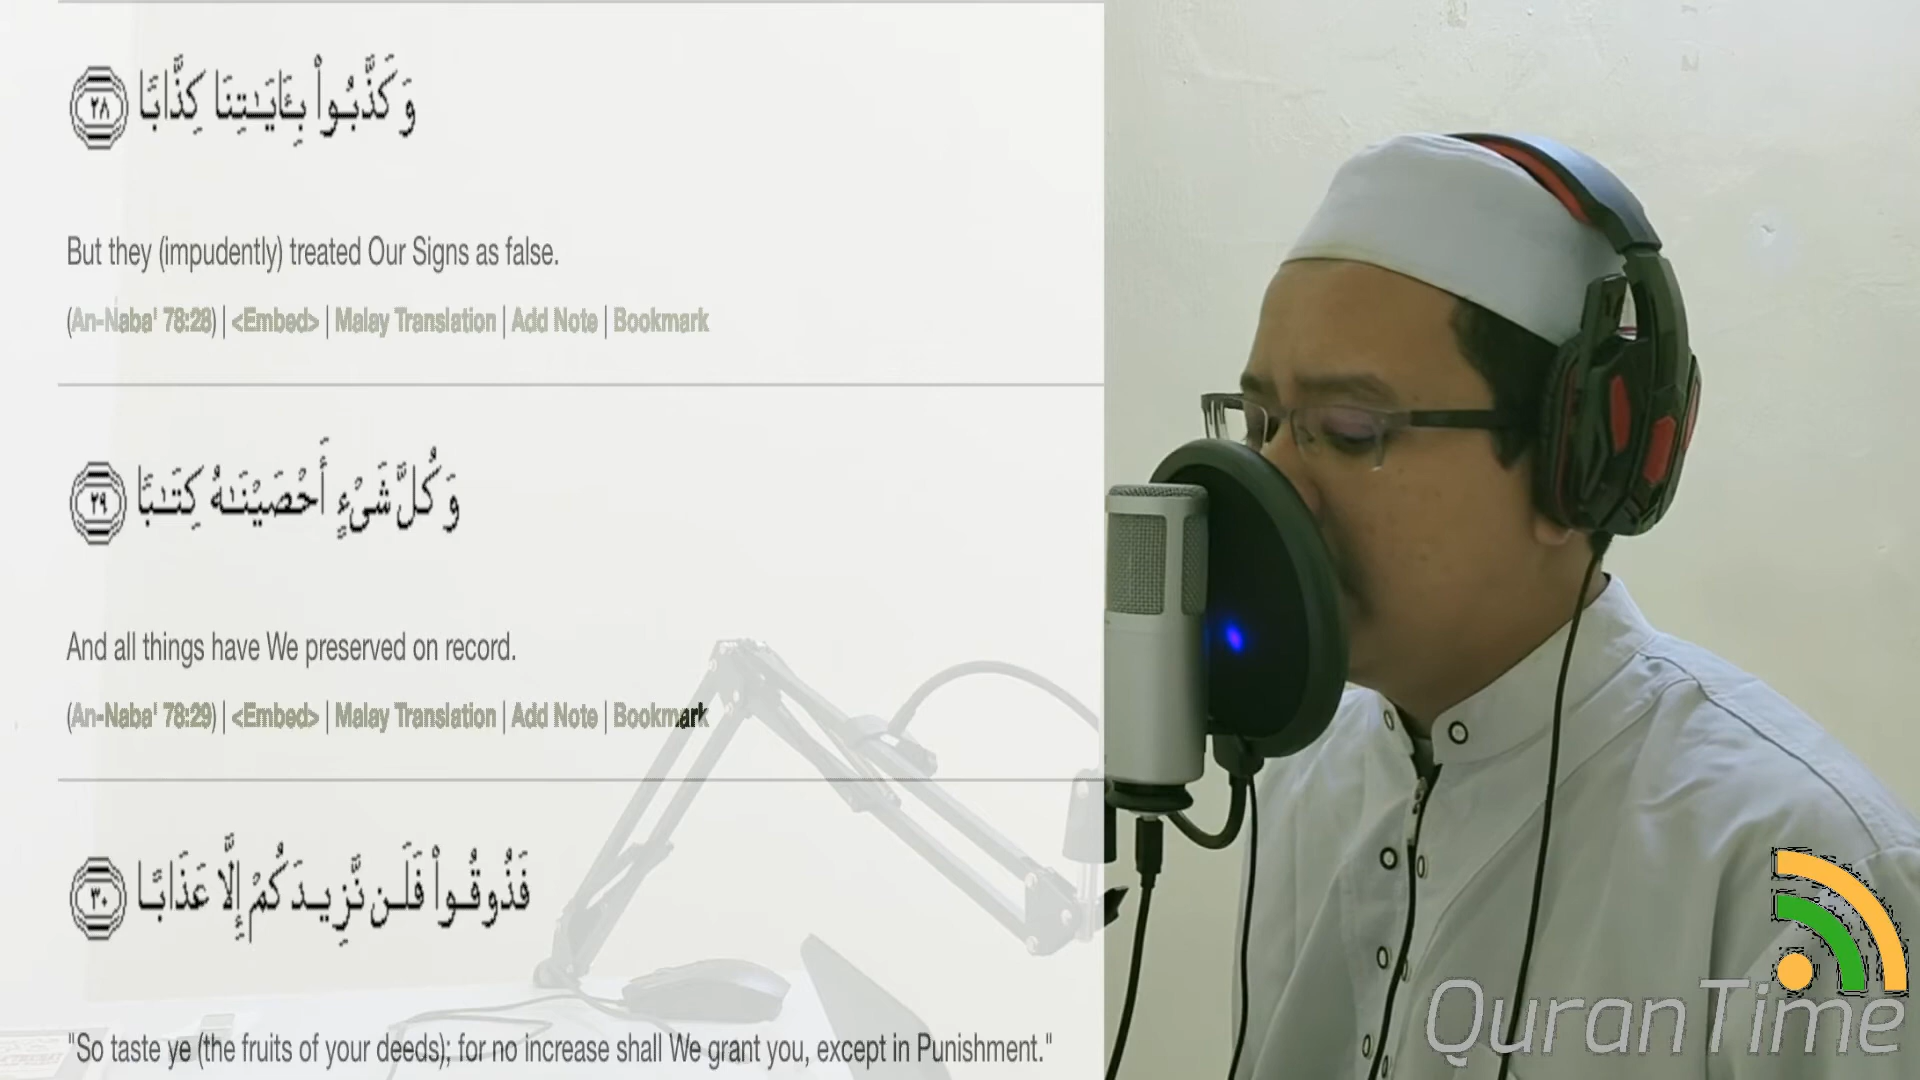 وَكَذَّبُوا۟ بِـَٔايَـٰتِنَا كِذَّابًا ٢٨
But they (impudently) treated Our Signs as false.
(An-Naba' 78:28) | <Embed> | Malay Translation | Add Note | Bookmark
وَكُلَّ شَىْءٍ أَحْصَيْنَـٰهُ كِتَـٰبًا ٢٩
And all things have We preserved on record.
(An-Naba' 78:29) | <Embed> | Malay Translation | Add Note | Bookmark
فَذُوقُوا۟ فَلَن نَّزِيدَكُمْ إِلَّا عَذَابًا ٣٠
"So taste ye (the fruits of your deeds); for no increase shall We grant you, except in Punishment."
QuranTime